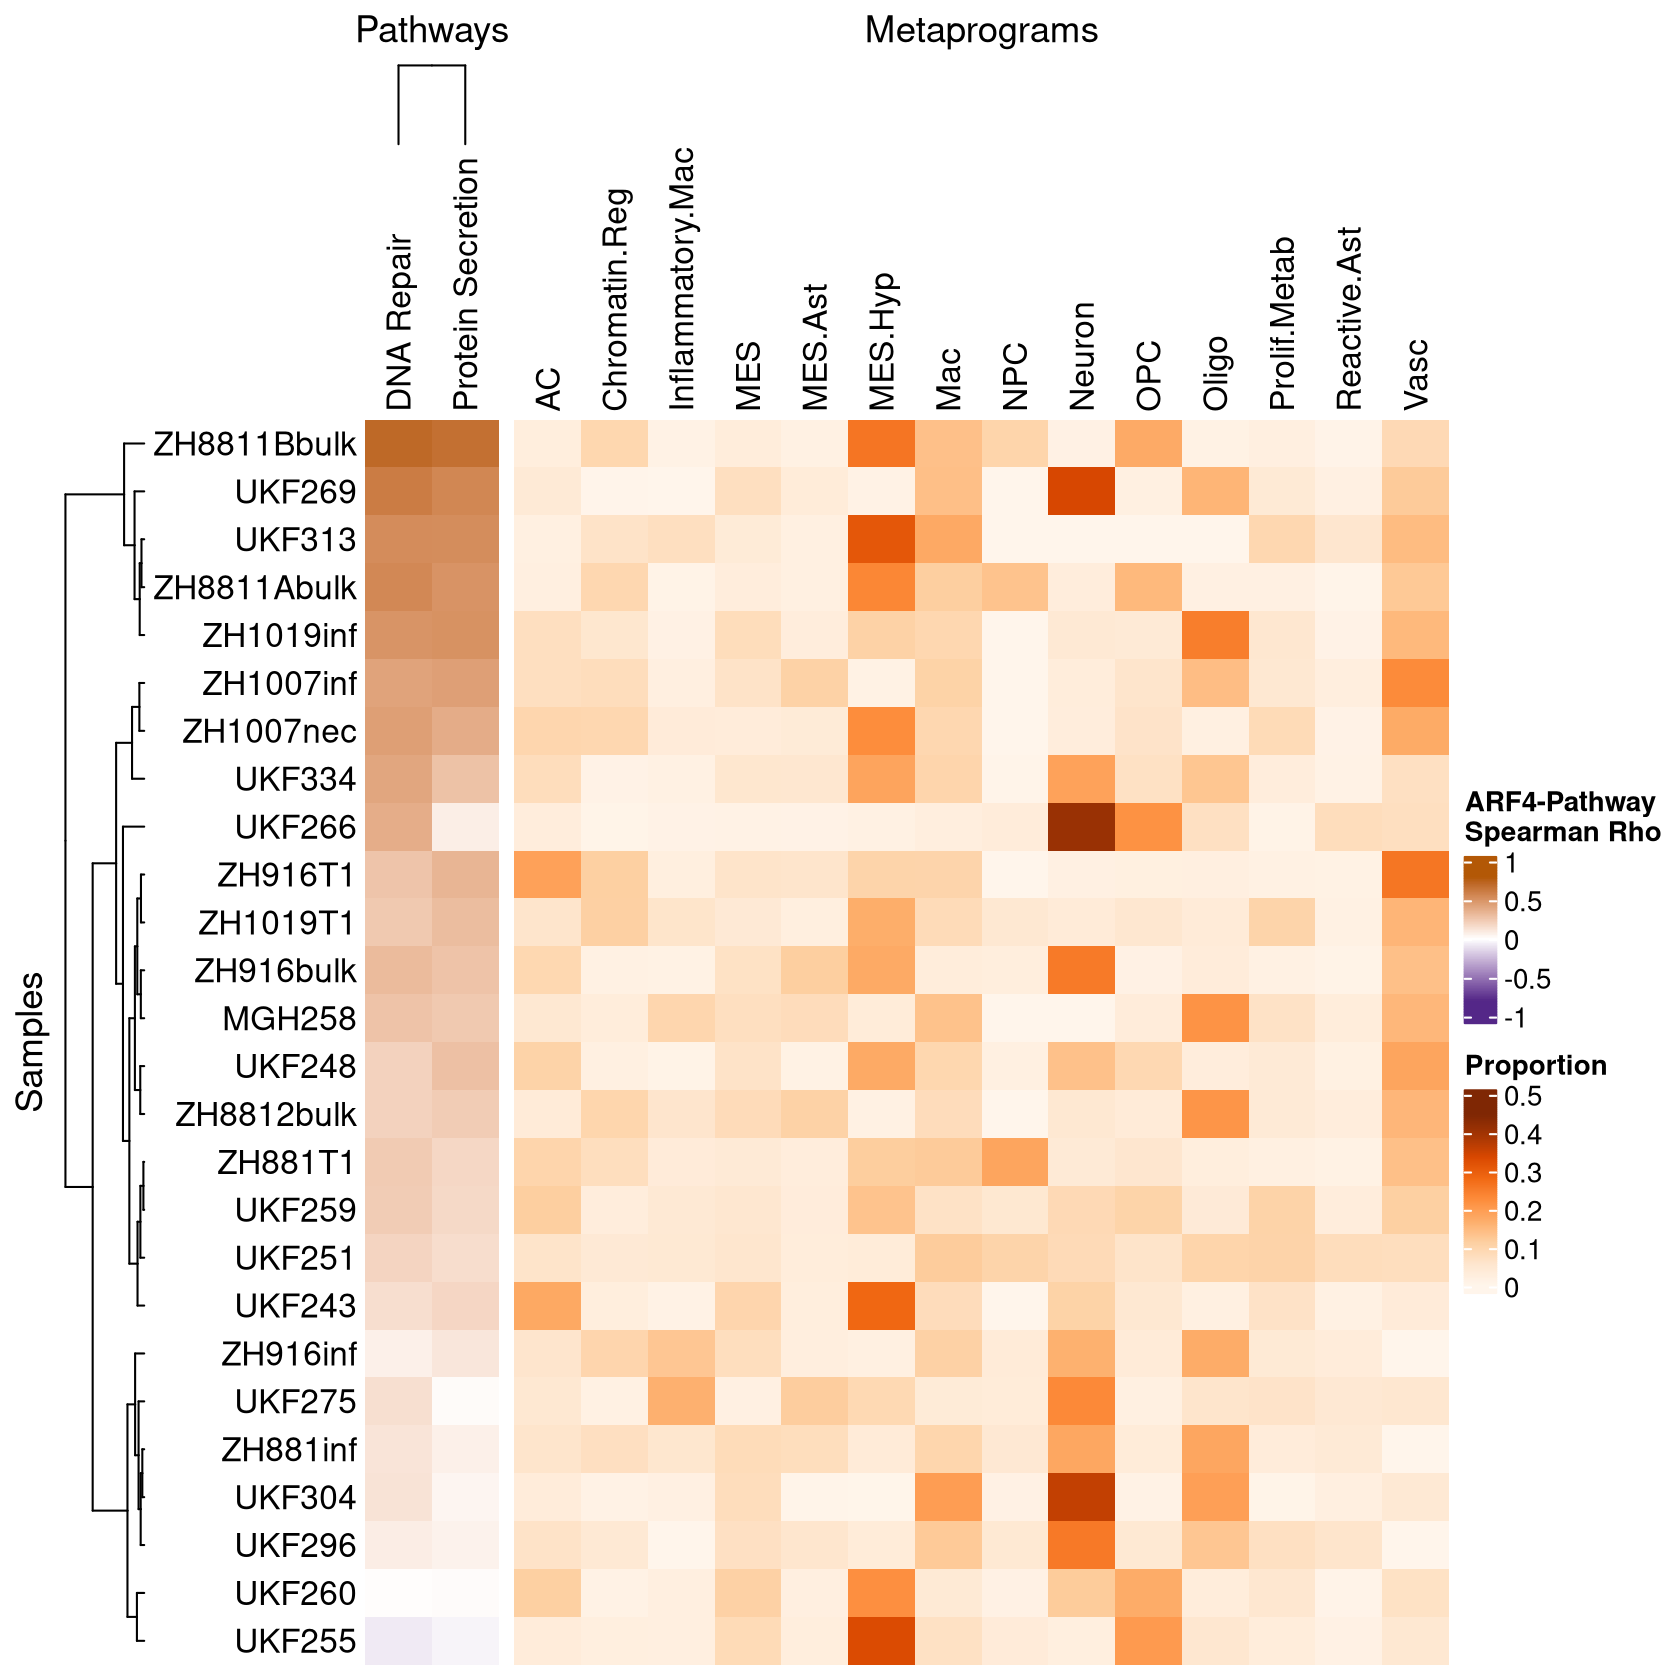 Pathways
Metaprograms
DNA Repair
Protein Secretion
AC
Chromatin.Reg
Inflammatory.Mac
MES
MES.Ast
MES.Hyp
Mac
NPC
Neuron
OPC
Oligo
Prolif.Metab
Reactive.Ast
Vasc
Samples
ZH8811Bbulk
UKF269
UKF313
ZH8811Abulk
ZH1019inf
ZH1007inf
ZH1007nec
UKF334
UKF266
ZH916T1
ZH1019T1
ZH916bulk
MGH258
UKF248
ZH8812bulk
ZH881T1
UKF259
UKF251
UKF243
ZH916inf
UKF275
ZH881inf
UKF304
UKF296
UKF260
UKF255
ARF4-Pathway
Spearman Rho
1
0.5
0
-0.5
-1
Proportion
0.5
0.4
0.3
0.2
0.1
0